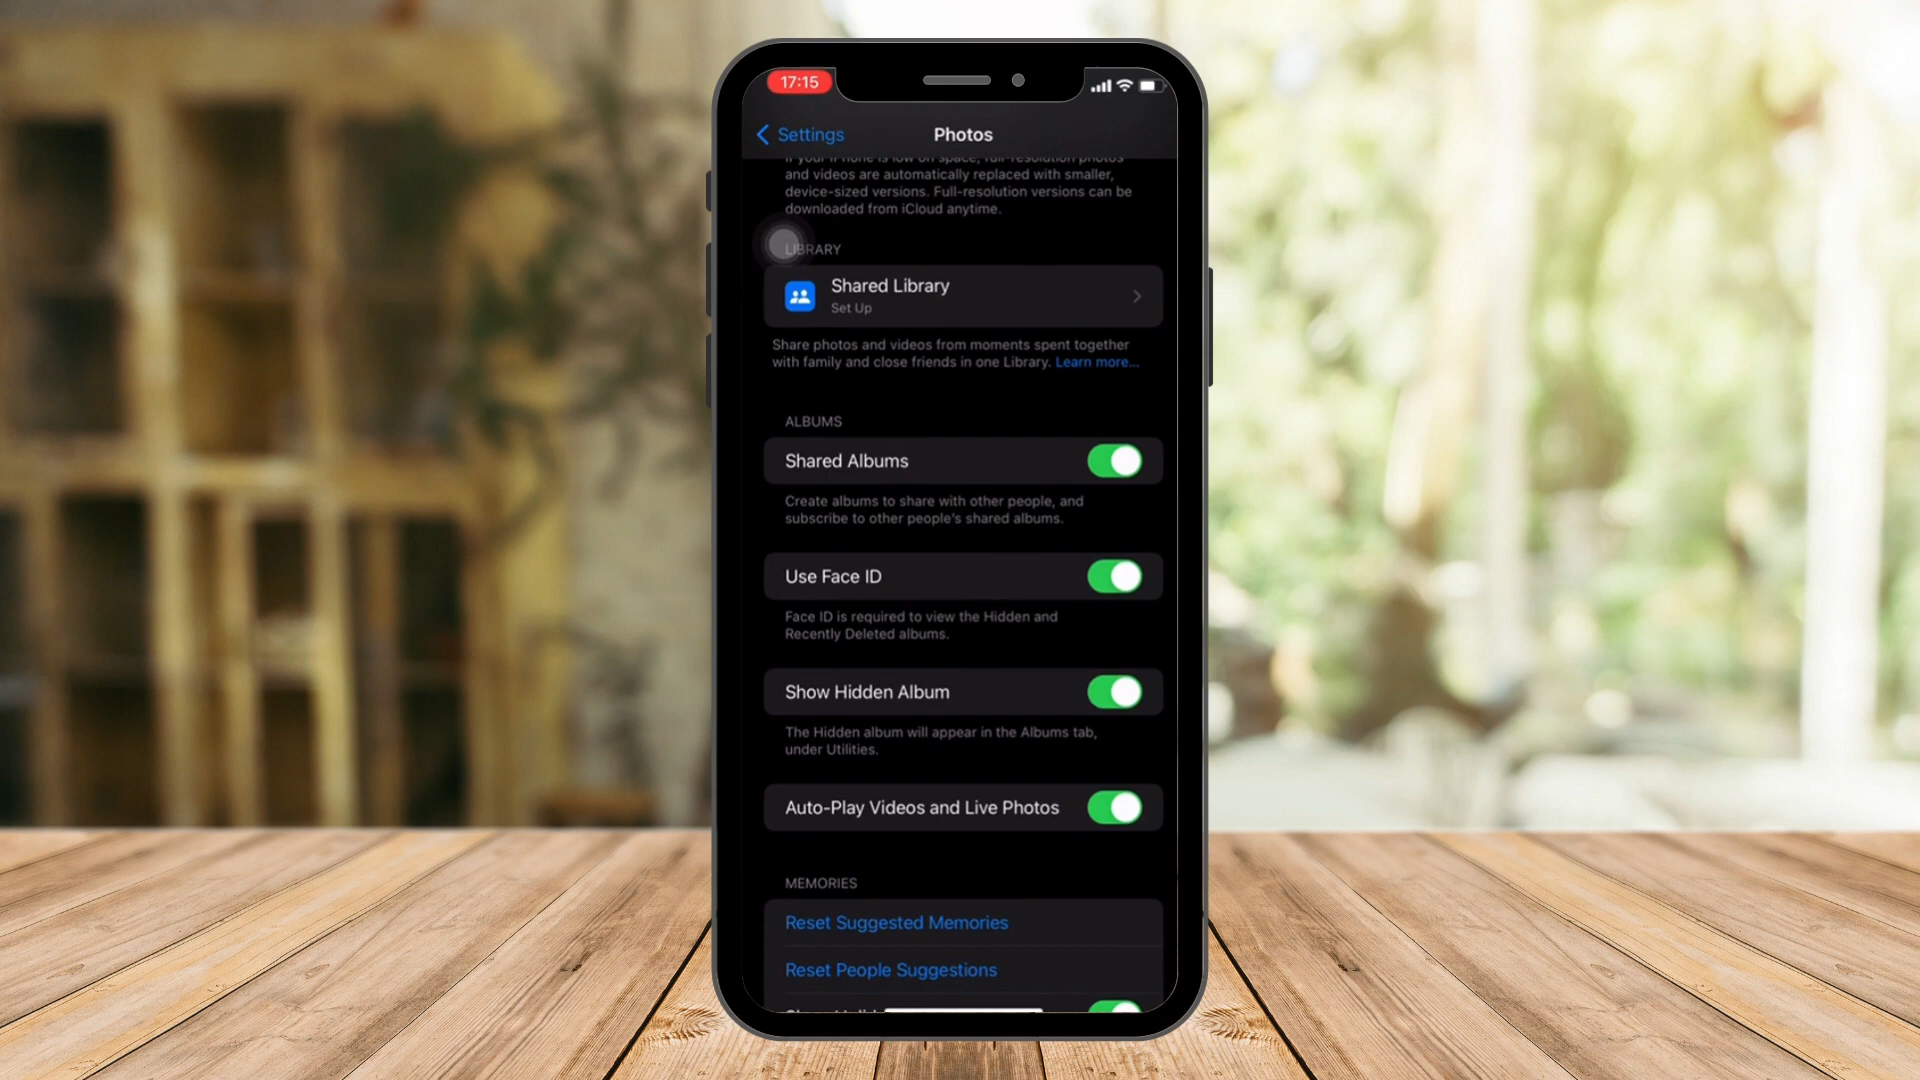 17:15
Settings
Photos
If your iPhone is low on space, full-resolution photos
and videos are automatically replaced with smaller,
device-sized versions. Full-resolution versions can be
downloaded from iCloud anytime.
LIBRARY
Shared Library
Set Up
Share photos and videos from moments spent together
with family and close friends in one Library. Learn more...
ALBUMS
Shared Albums
Create albums to share with other people, and
subscribe to other people's shared albums.
Use Face ID
Face ID is required to view the Hidden and
Recently Deleted albums.
Show Hidden Album
The Hidden album will appear in the Albums tab,
under Utilities.
Auto-Play Videos and Live Photos
MEMORIES
Reset Suggested Memories
Reset People Suggestions